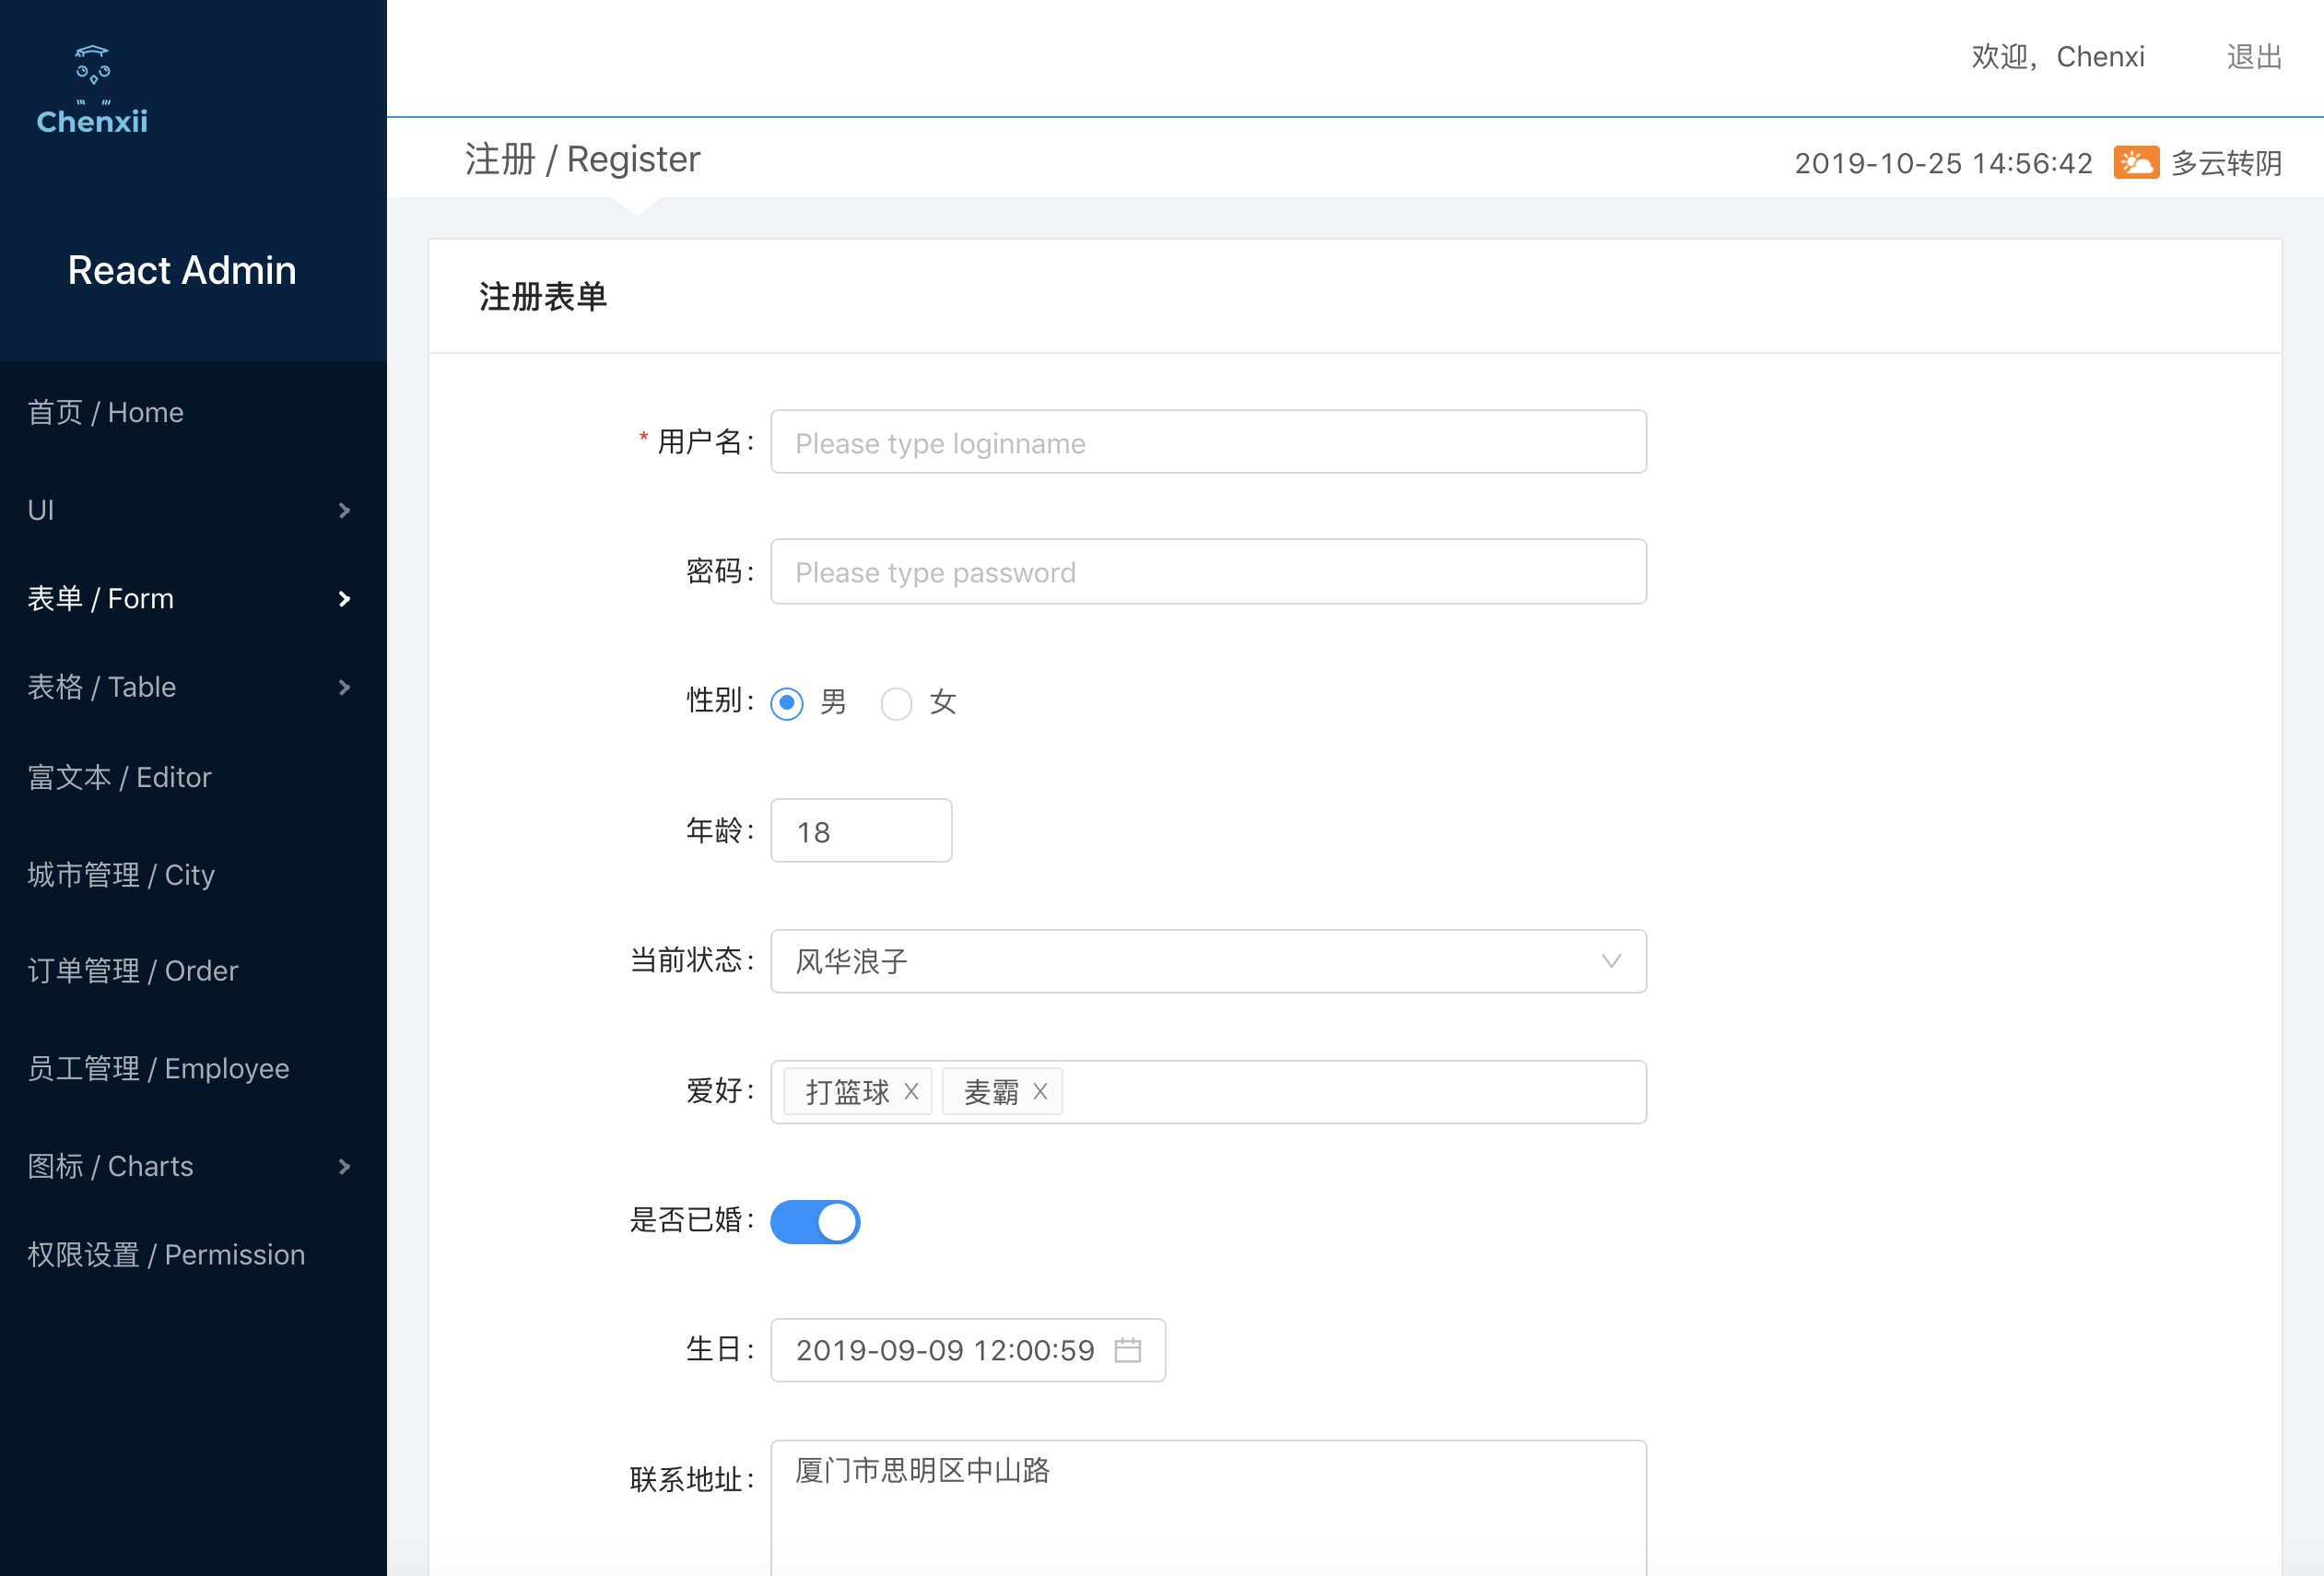 Chenxii
React Admin
首页 / Home
UI
表单 / Form
表格 / Table
富文本 / Editor
城市管理 / City
订单管理 / Order
员工管理 / Employee
图标 / Charts
权限设置 / Permission
欢迎，Chenxi 退出
注册 / Register 2019-10-25 14:56:42 多云转阴
注册表单
* 用户名: Please type loginname
密码: Please type password
性别: 男 女
年龄: 18
当前状态: 风华浪子
爱好: 打篮球 X 麦霸 X
是否已婚:
生日: 2019-09-09 12:00:59
联系地址: 厦门市思明区中山路